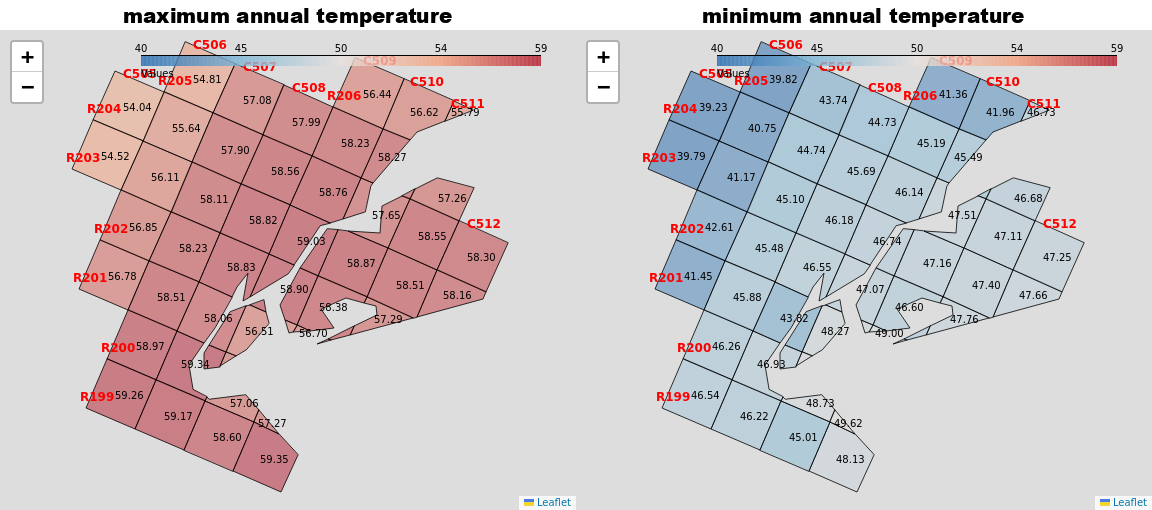 maximum annual temperature
+
−
40 45 50 54 59
Values
C505 C506 C507 C508 C509 C510 C511 C512
R206 R205 R204 R203 R202 R201 R200 R199
54.81 56.44
54.04 57.08 56.62 55.79
55.64 57.99 58.23
54.52 57.90 58.27
56.11 58.56
58.11 58.76 57.65 57.26
56.85 58.82 58.55
58.23 59.03 58.30
56.78 58.83 58.87
58.51 58.90 58.51 58.16
58.06 58.38 57.29
58.97 56.51 56.70
59.34
59.26 57.06
59.17 57.27
58.60
59.35
Leaflet
minimum annual temperature
+
−
40 45 50 54 59
Values
C505 C506 C507 C508 C509 C510 C511 C512
R206 R205 R204 R203 R202 R201 R200 R199
39.82 41.36
39.23 43.74 41.96 46.73
40.75 44.73 45.19
39.79 44.74 45.49
41.17 45.69
45.10 46.14 47.51 46.68
42.61 46.18 47.11
45.48 46.74 47.25
41.45 46.55 47.16
45.88 47.07 47.40 47.66
43.82 46.60 47.76
46.26 48.27 49.00
46.93
46.54 48.73
46.22 49.62
45.01
48.13
Leaflet